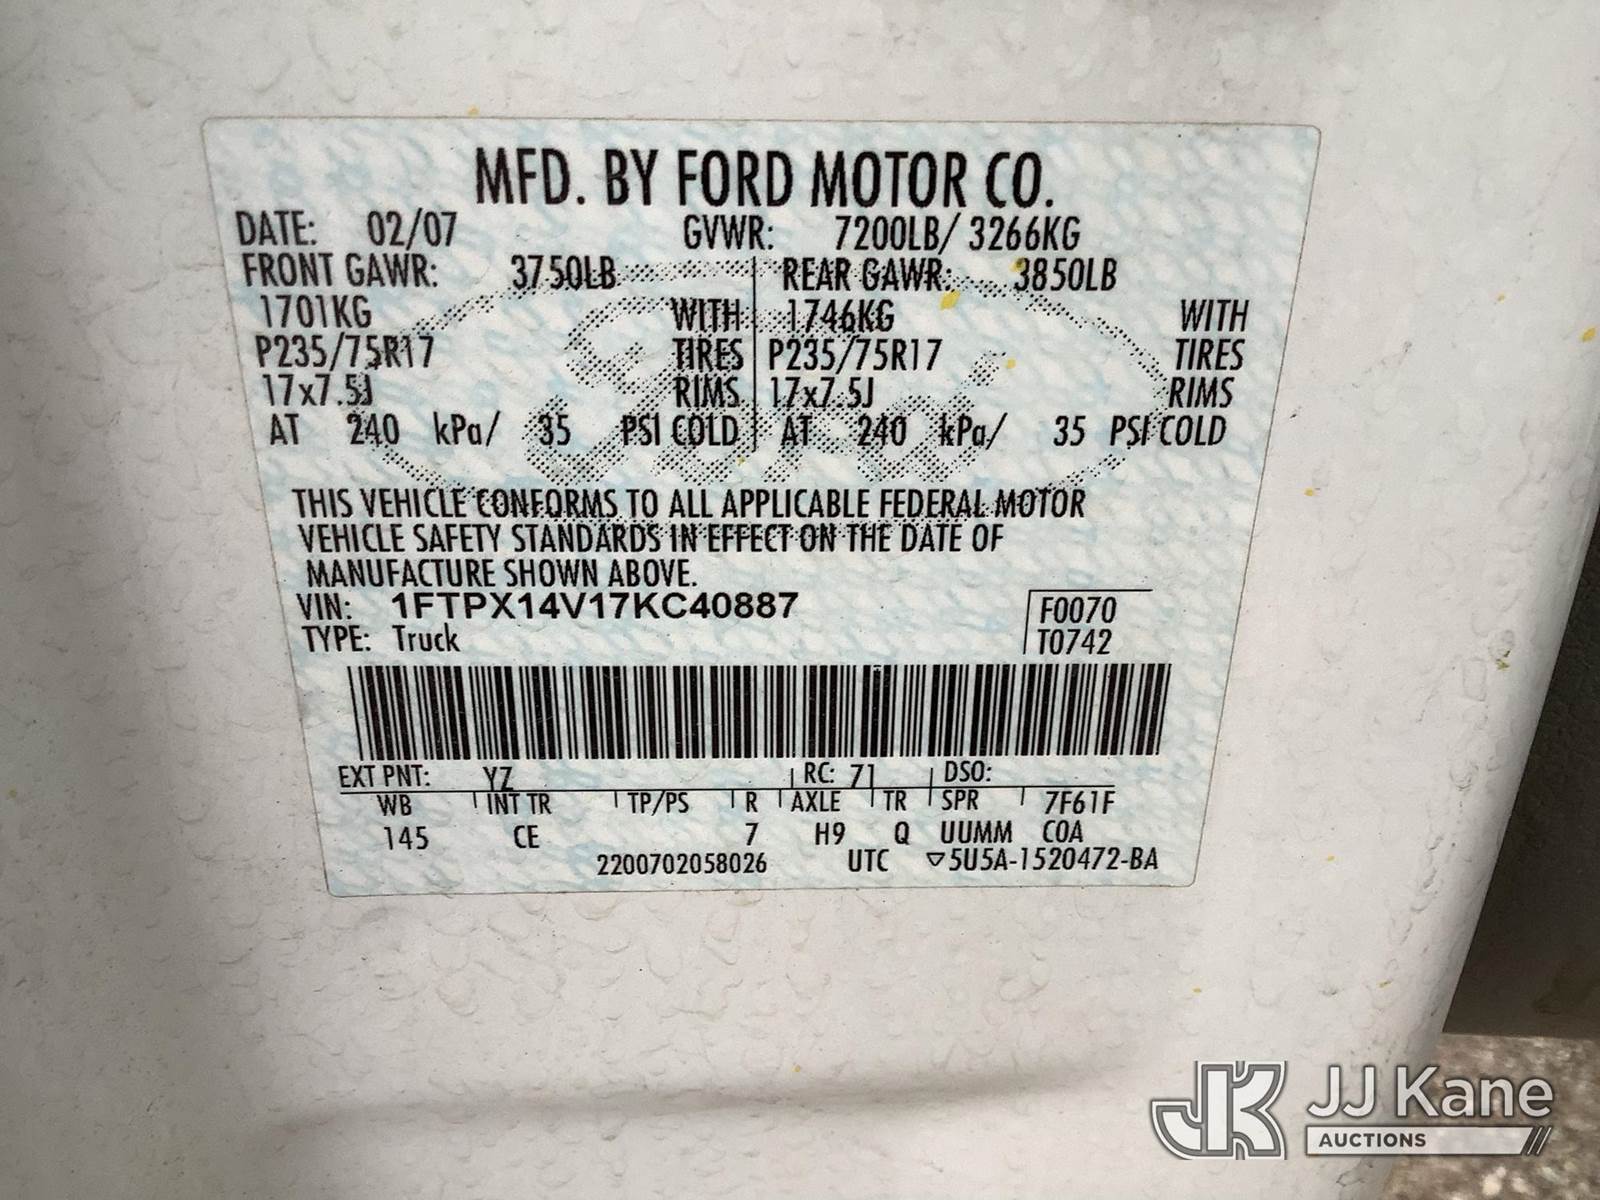 MFD. BY FORD MOTOR CO.
DATE: 02/07 GVWR: 7200LB/ 3266KG
FRONT GAWR: 3750LB REAR GAWR: 3850LB
1701KG WITH 1746KG WITH
P235/75R17 TIRES P235/75R17 TIRES
17x7.5J RIMS 17x7.5J RIMS
AT 240 kPa/ 35 PSI COLD AT 240 kPa/ 35 PSI COLD
THIS VEHICLE CONFORMS TO ALL APPLICABLE FEDERAL MOTOR
VEHICLE SAFETY STANDARDS IN EFFECT ON THE DATE OF
MANUFACTURE SHOWN ABOVE.
VIN: 1FTPX14V17KC40887 F0070
TYPE: Truck T0742
EXT PNT: YZ RC: 71 DSO:
WB INT TR TP/PS R AXLE TR SPR 7F61F
145 CE 7 H9 Q UUMM COA
2200702058026 UTC ▽5U5A-1520472-BA
JK JJ Kane
AUCTIONS